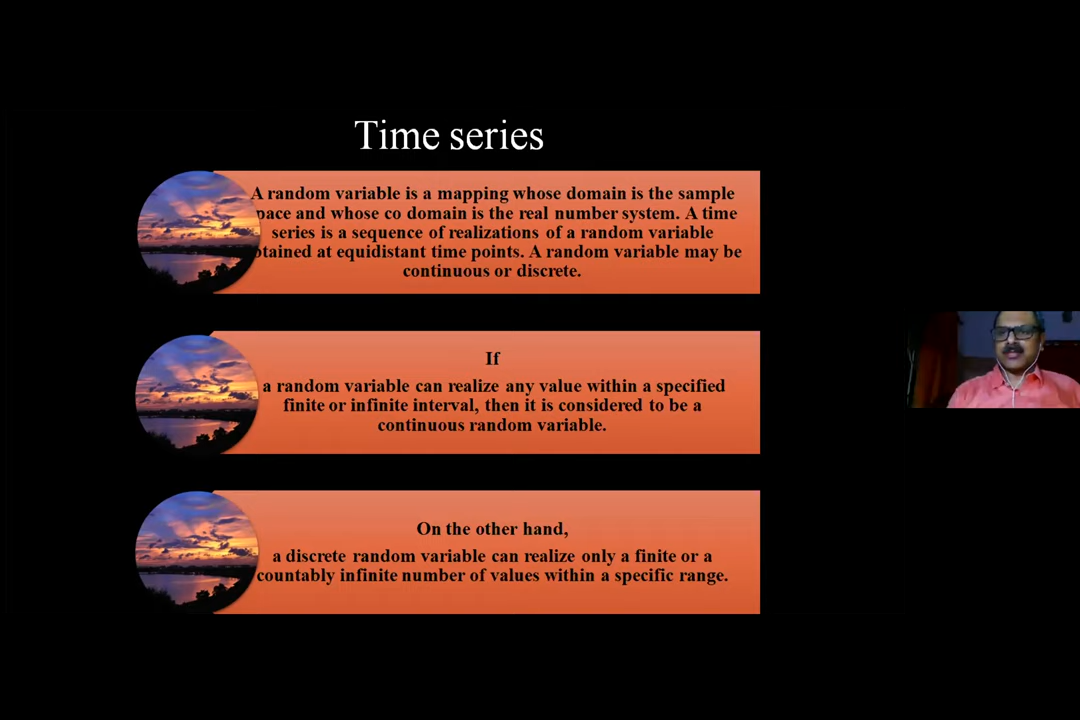 Time series
A random variable is a mapping whose domain is the sample
pace and whose co domain is the real number system. A time
series is a sequence of realizations of a random variable
btained at equidistant time points. A random variable may be
continuous or discrete.
If
a random variable can realize any value within a specified
finite or infinite interval, then it is considered to be a
continuous random variable.
On the other hand,
a discrete random variable can realize only a finite or a
countably infinite number of values within a specific range.